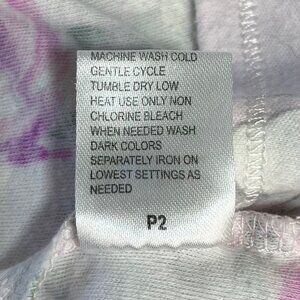 MACHINE WASH COLD
GENTLE CYCLE
TUMBLE DRY LOW
HEAT USE ONLY NON
CHLORINE BLEACH
WHEN NEEDED WASH
DARK COLORS
SEPARATELY IRON ON
LOWEST SETTINGS AS
NEEDED
P2